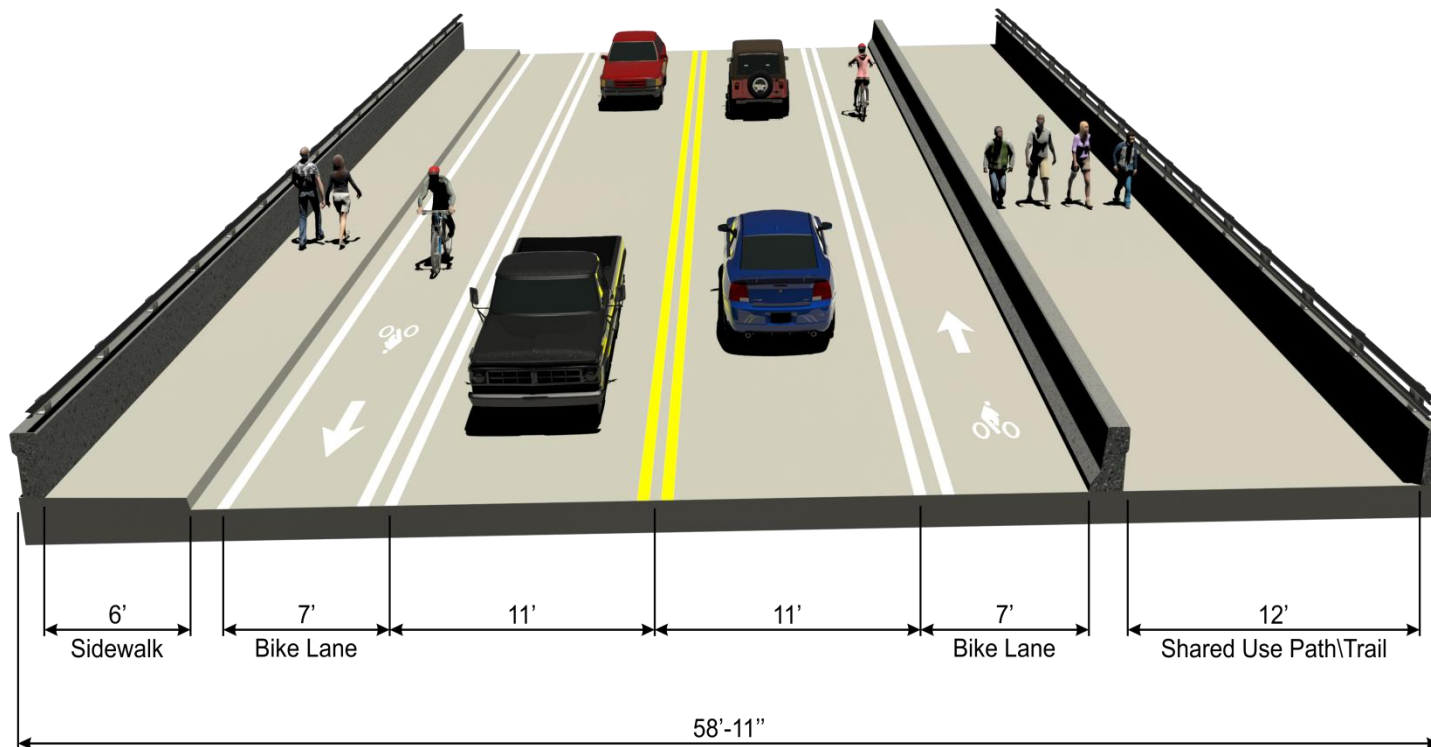 6’
7’
11’
11’
7’
12’
Sidewalk
Bike Lane
Bike Lane
Shared Use Path\Trail
58’-11’’